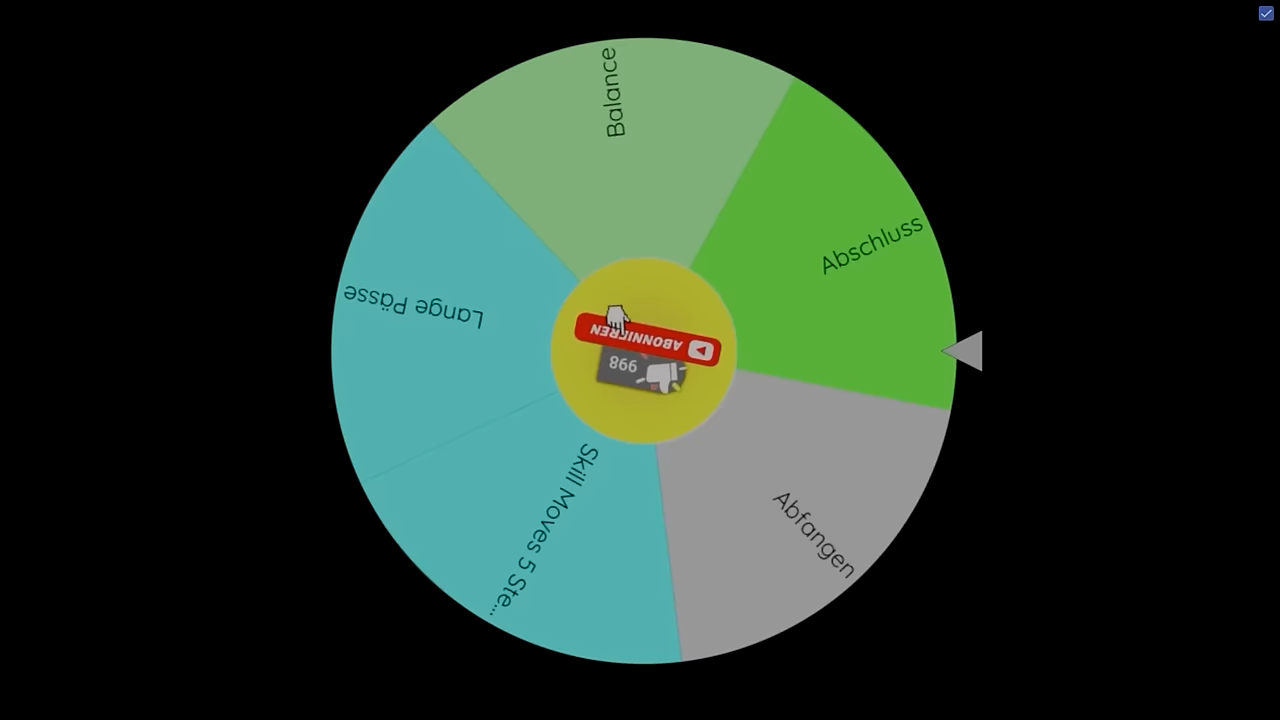 Balance
Abschluss
Lange Pässe
ABONNIEREN
998
Skill Moves 5 Ste...
Abfangen